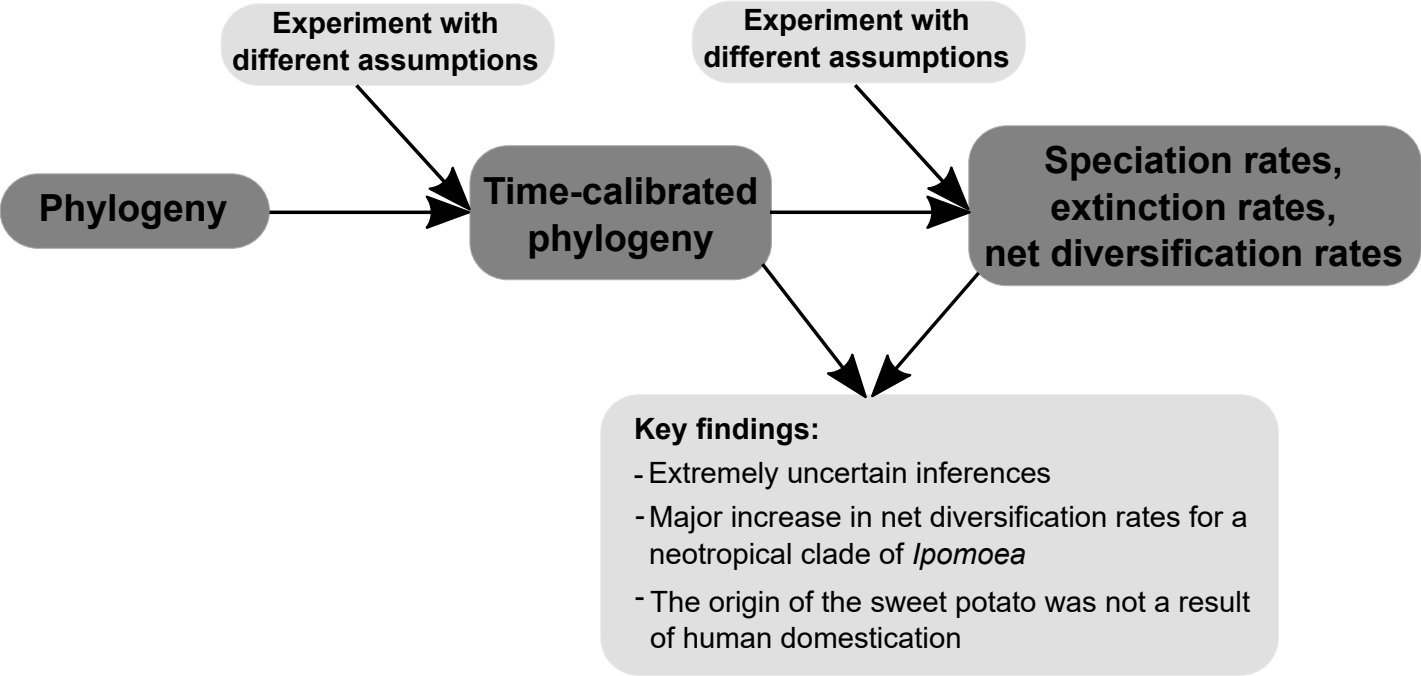 Experiment with
different assumptions
Experiment with
different assumptions
Phylogeny
Time-calibrated
phylogeny
Speciation rates,
extinction rates,
net diversification rates
Key findings:
- Extremely uncertain inferences
- Major increase in net diversification rates for a
neotropical clade of Ipomoea
- The origin of the sweet potato was not a result
of human domestication